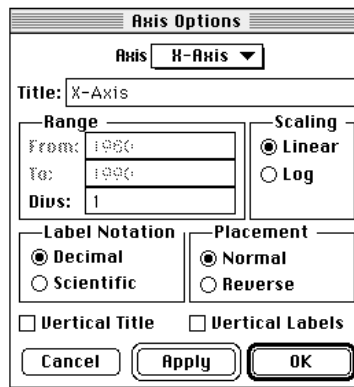 Axis Options
Axis X-Axis
Title: X-Axis
Range
From: 1960
To: 1990
Divs: 1
Scaling
Linear
Log
Label Notation
Decimal
Scientific
Placement
Normal
Reverse
Vertical Title Vertical Labels
Cancel Apply OK